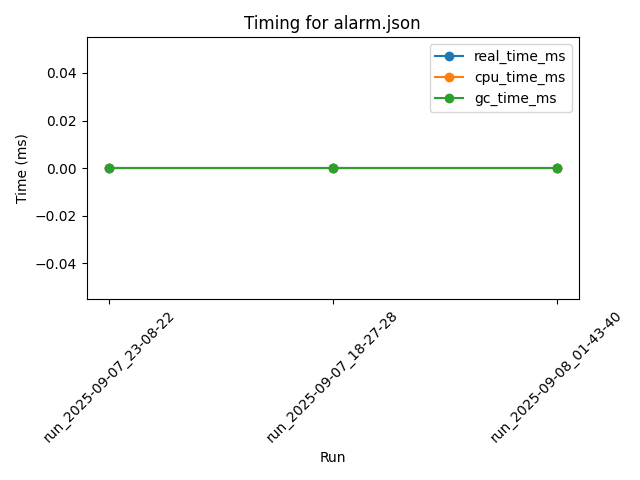 Timing for alarm.json
real_time_ms
cpu_time_ms
gc_time_ms
Time (ms)
0.04
0.02
0.00
−0.02
−0.04
run_2025-09-07_23-08-22
run_2025-09-07_18-27-28
run_2025-09-08_01-43-40
Run